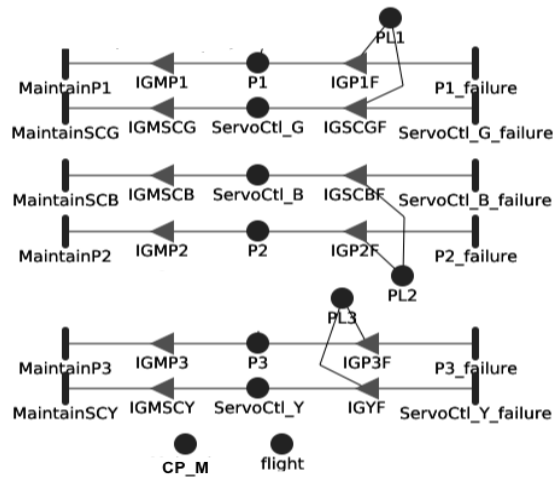 PL1
MaintainP1 IGMP1 P1 IGP1F P1_failure
MaintainSCG IGMSCG ServoCtl_G IGSCGF ServoCtl_G_failure
MaintainSCB IGMSCB ServoCtl_B IGSCBF ServoCtl_B_failure
MaintainP2 IGMP2 P2 IGP2F P2_failure
PL2
PL3
MaintainP3 IGMP3 P3 IGP3F P3_failure
MaintainSCY IGMSCY ServoCtl_Y IGYF ServoCtl_Y_failure
CP_M flight